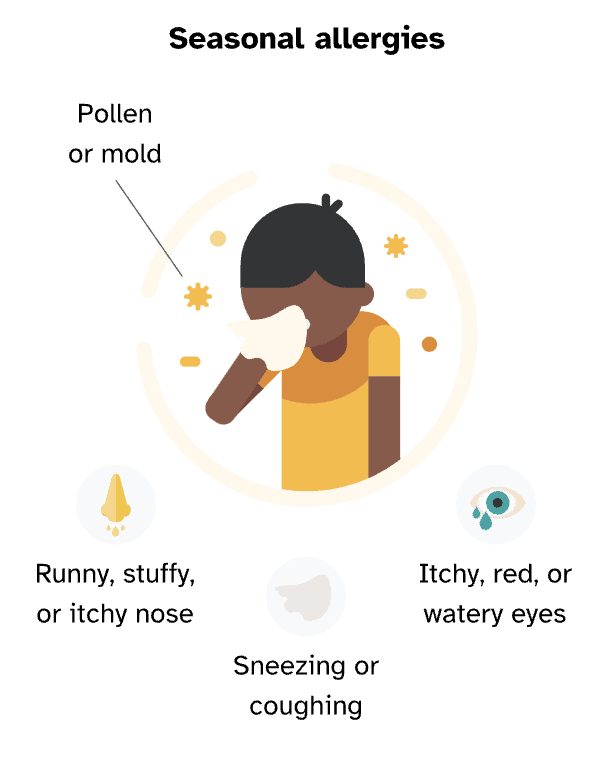 Seasonal allergies
Pollen
or mold
Runny, stuffy,
or itchy nose
Itchy, red, or
watery eyes
Sneezing or
coughing